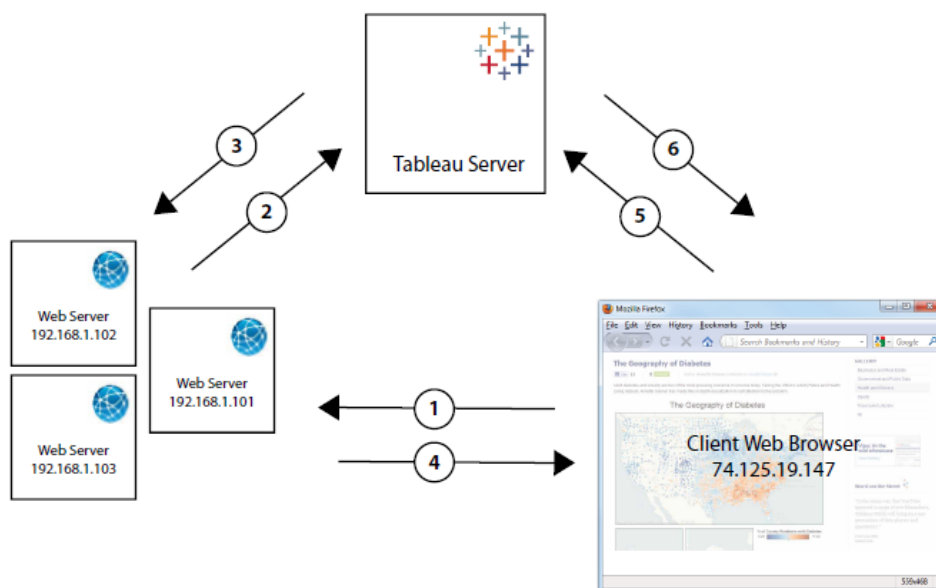 Tableau Server
3
6
2
5
Web Server
192.168.1.102
Web Server
192.168.1.101
Web Server
192.168.1.103
1
4
Mozilla Firefox
File Edit View History Bookmarks Tools Help
Search Bookmarks and History
Google
The Geography of Diabetes
The Geography of Diabetes
Client Web Browser
74.125.19.147